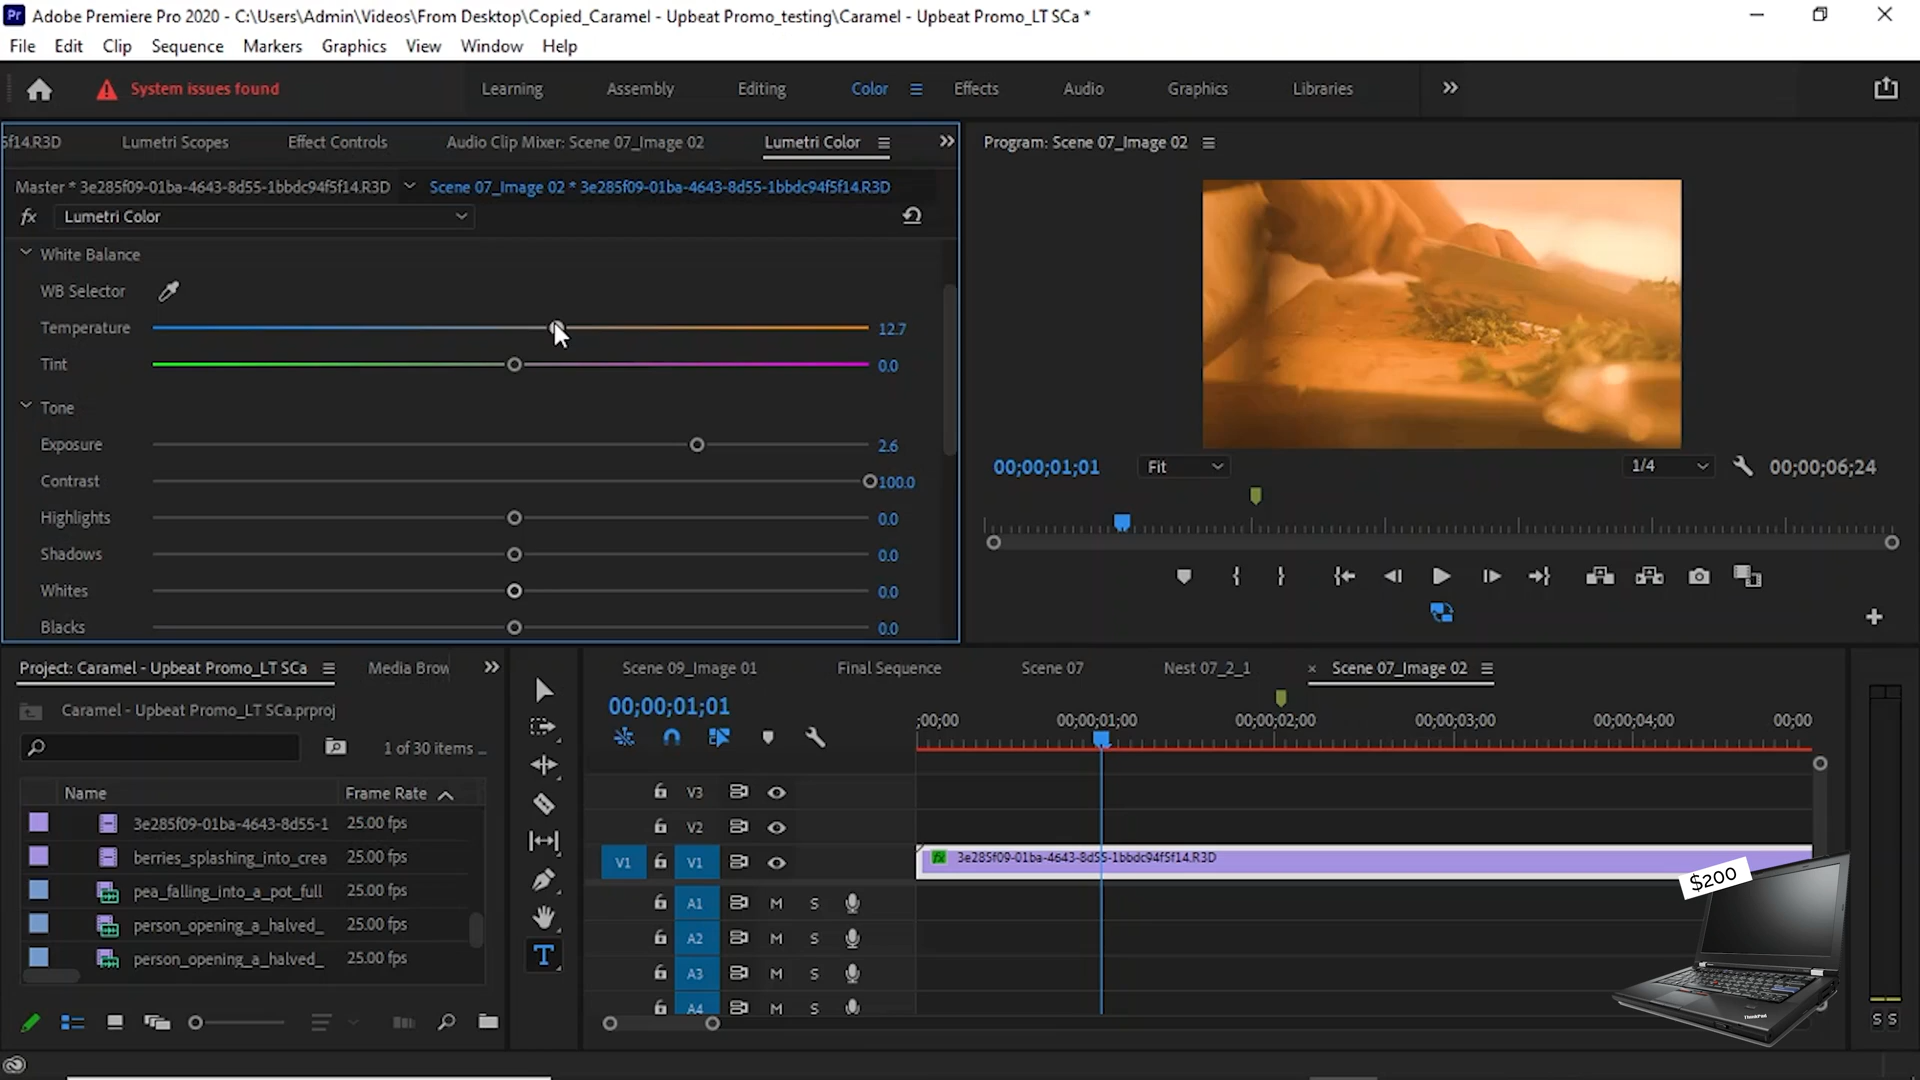 Pr Adobe Premiere Pro 2020 - C:\Users\Admin\Videos\From Desktop\Copied_Caramel - Upbeat Promo_testing\Caramel - Upbeat Promo_LT SCa *
File Edit Clip Sequence Markers Graphics View Window Help
System issues found Learning Assembly Editing Color Effects Audio Graphics Libraries
5f14.R3D Lumetri Scopes Effect Controls Audio Clip Mixer: Scene 07_Image 02 Lumetri Color
Master * 3e285f09-01ba-4643-8d55-1bbdc94f5f14.R3D Scene 07_Image 02 * 3e285f09-01ba-4643-8d55-1bbdc94f5f14.R3D
fx Lumetri Color
White Balance
WB Selector
Temperature 12.7
Tint 0.0
Tone
Exposure 2.6
Contrast 100.0
Highlights 0.0
Shadows 0.0
Whites 0.0
Blacks 0.0
Program: Scene 07_Image 02
00;00;01;01 Fit 1/4 00;00;06;24
Project: Caramel - Upbeat Promo_LT SCa Media Brow
Caramel - Upbeat Promo_LT SCa.prproj
1 of 30 items ...
Name Frame Rate
3e285f09-01ba-4643-8d55-1 25.00 fps
berries_splashing_into_crea 25.00 fps
pea_falling_into_a_pot_full 25.00 fps
person_opening_a_halved_ 25.00 fps
person_opening_a_halved_ 25.00 fps
T
Scene 09_Image 01 Final Sequence Scene 07 Nest 07_2_1 × Scene 07_Image 02
00;00;01;01
;00;00 00;00;01;00 00;00;02;00 00;00;03;00 00;00;04;00 00;00
V3
V2
V1 V1 fx 3e285f09-01ba-4643-8d55-1bbdc94f5f14.R3D
A1 M S
A2 M S
A3 M S
A4 M S
$200
ThinkPad
S S